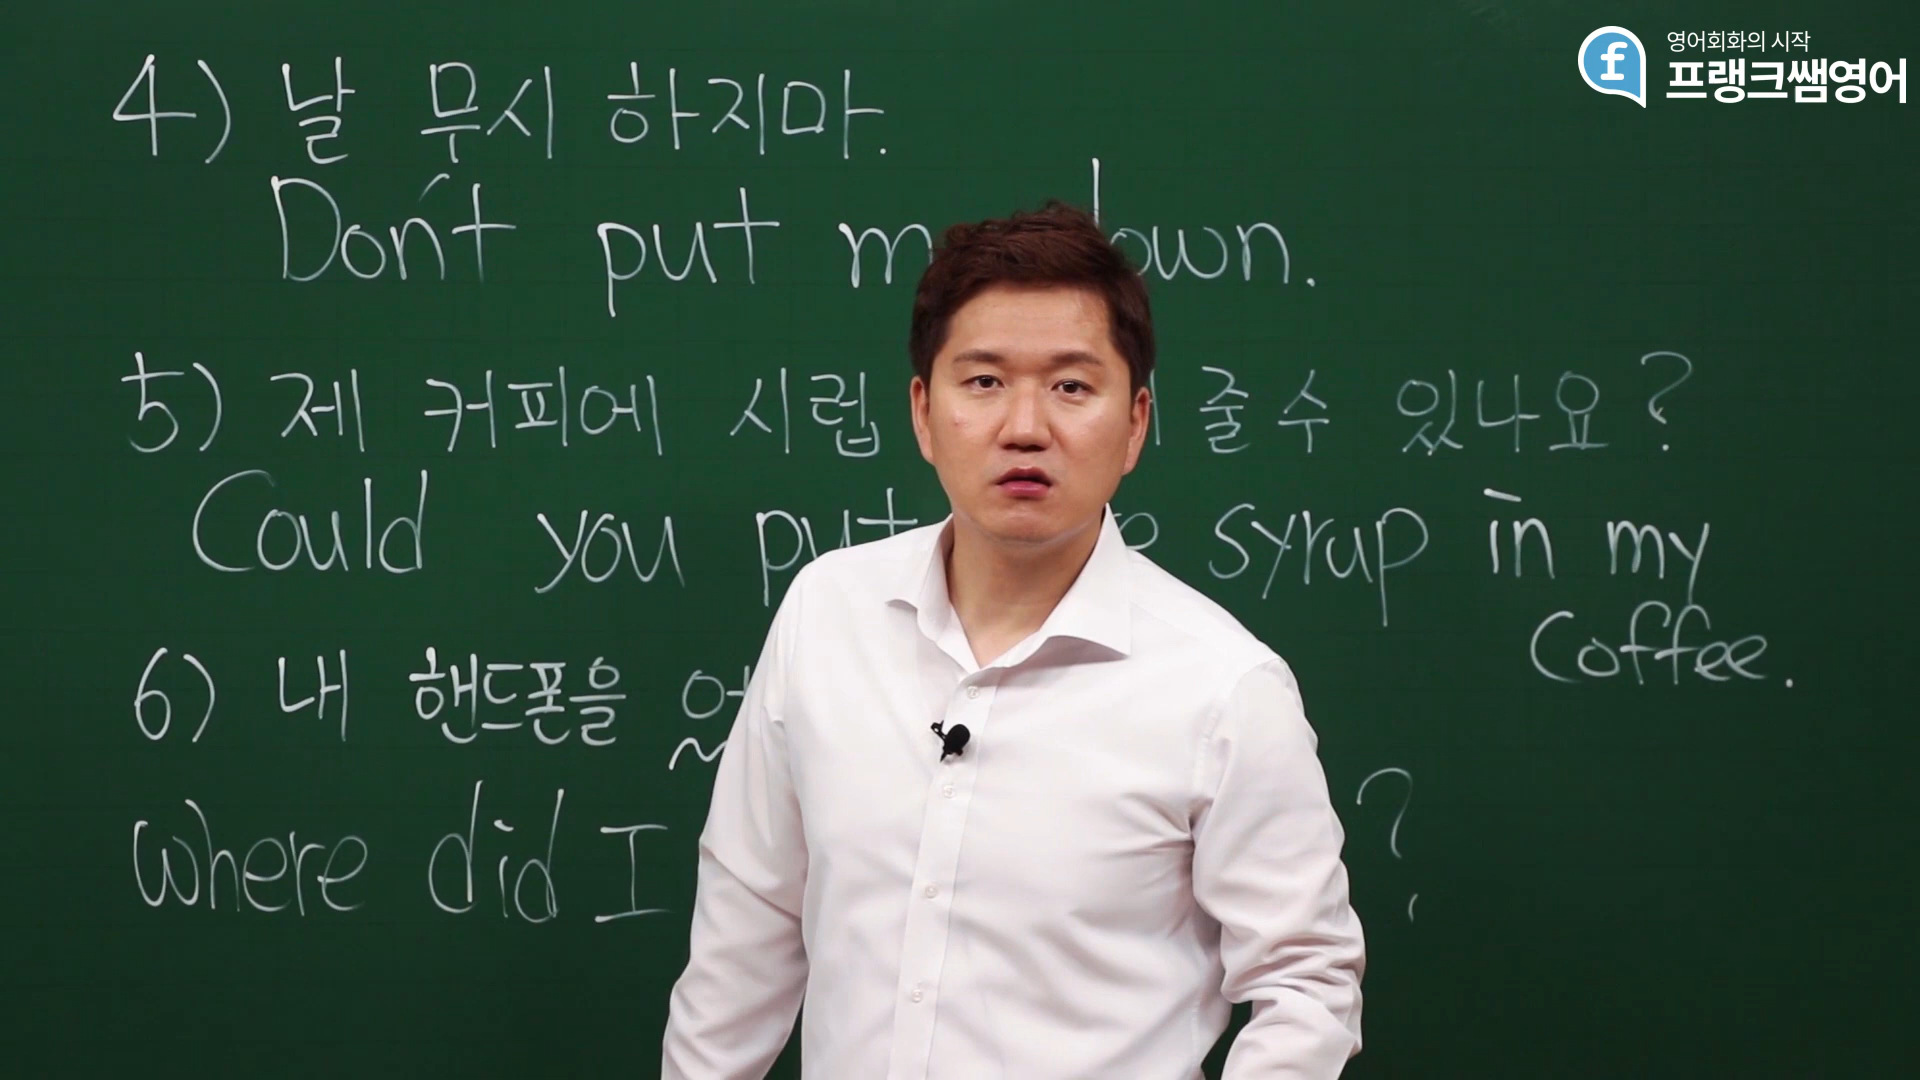 영어회화의 시작
프랭크쌤영어
4) 날 무시 하지마.
Don't put down.
5) 제 커피에 시럽 줄 수 있나요?
Could you put syrup in my
coffee.
6) 내 핸드폰을
where did I ?